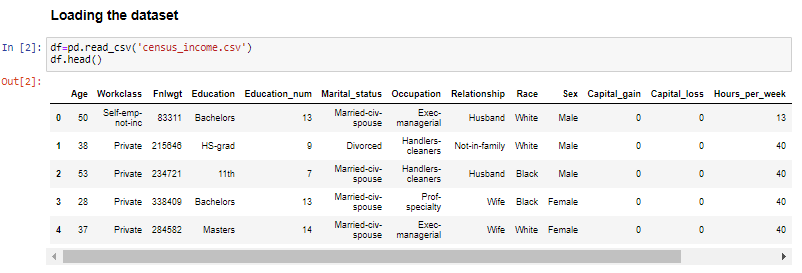 Loading the dataset
In [2]: df=pd.read_csv('census_income.csv')
df.head()
Out[2]:
Age Workclass Fnlwgt Education Education_num Marital_status Occupation Relationship Race Sex Capital_gain Capital_loss Hours_per_week
0 50 Self-emp-not-inc 83311 Bachelors 13 Married-civ-spouse Exec-managerial Husband White Male 0 0 13
1 38 Private 215646 HS-grad 9 Divorced Handlers-cleaners Not-in-family White Male 0 0 40
2 53 Private 234721 11th 7 Married-civ-spouse Handlers-cleaners Husband Black Male 0 0 40
3 28 Private 338409 Bachelors 13 Married-civ-spouse Prof-specialty Wife Black Female 0 0 40
4 37 Private 284582 Masters 14 Married-civ-spouse Exec-managerial Wife White Female 0 0 40